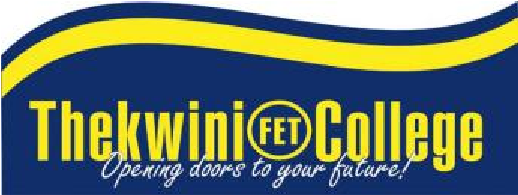 Thekwini FET College
Opening doors to your future!